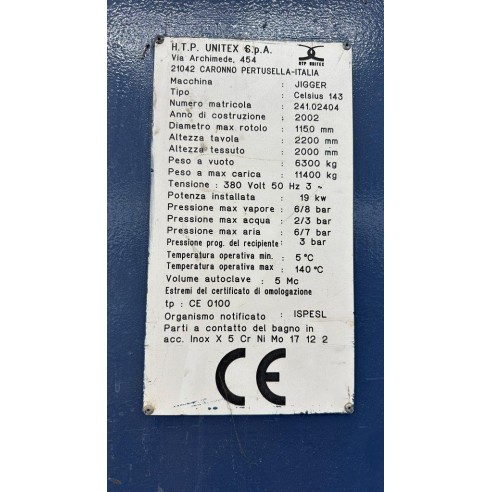 H.T.P. UNITEX S.p.A.
Via Archimede, 454
21042 CARONNO PERTUSELLA-ITALIA
HTP UNITEX
Macchina : JIGGER
Tipo : Celsius 143
Numero matricola : 241.02404
Anno di costruzione : 2002
Diametro max rotolo : 1150 mm
Altezza tavola : 2200 mm
Altezza tessuto : 2000 mm
Peso a vuoto : 6300 kg
Peso a max carica : 11400 kg
Tensione : 380 Volt 50 Hz 3 ~
Potenza installata : 19 kw
Pressione max vapore : 6/8 bar
Pressione max acqua : 2/3 bar
Pressione max aria : 6/7 bar
Pressione prog. del recipiente : 3 bar
Temperatura operativa min. : 5 °C
Temperatura operativa max : 140 °C
Volume autoclave : 5 Mc
Estremi del certificato di omologazione
tp : CE 0100
Organismo notificato : ISPESL
Parti a contatto del bagno in
acc. Inox X 5 Cr Ni Mo 17 12 2
CE